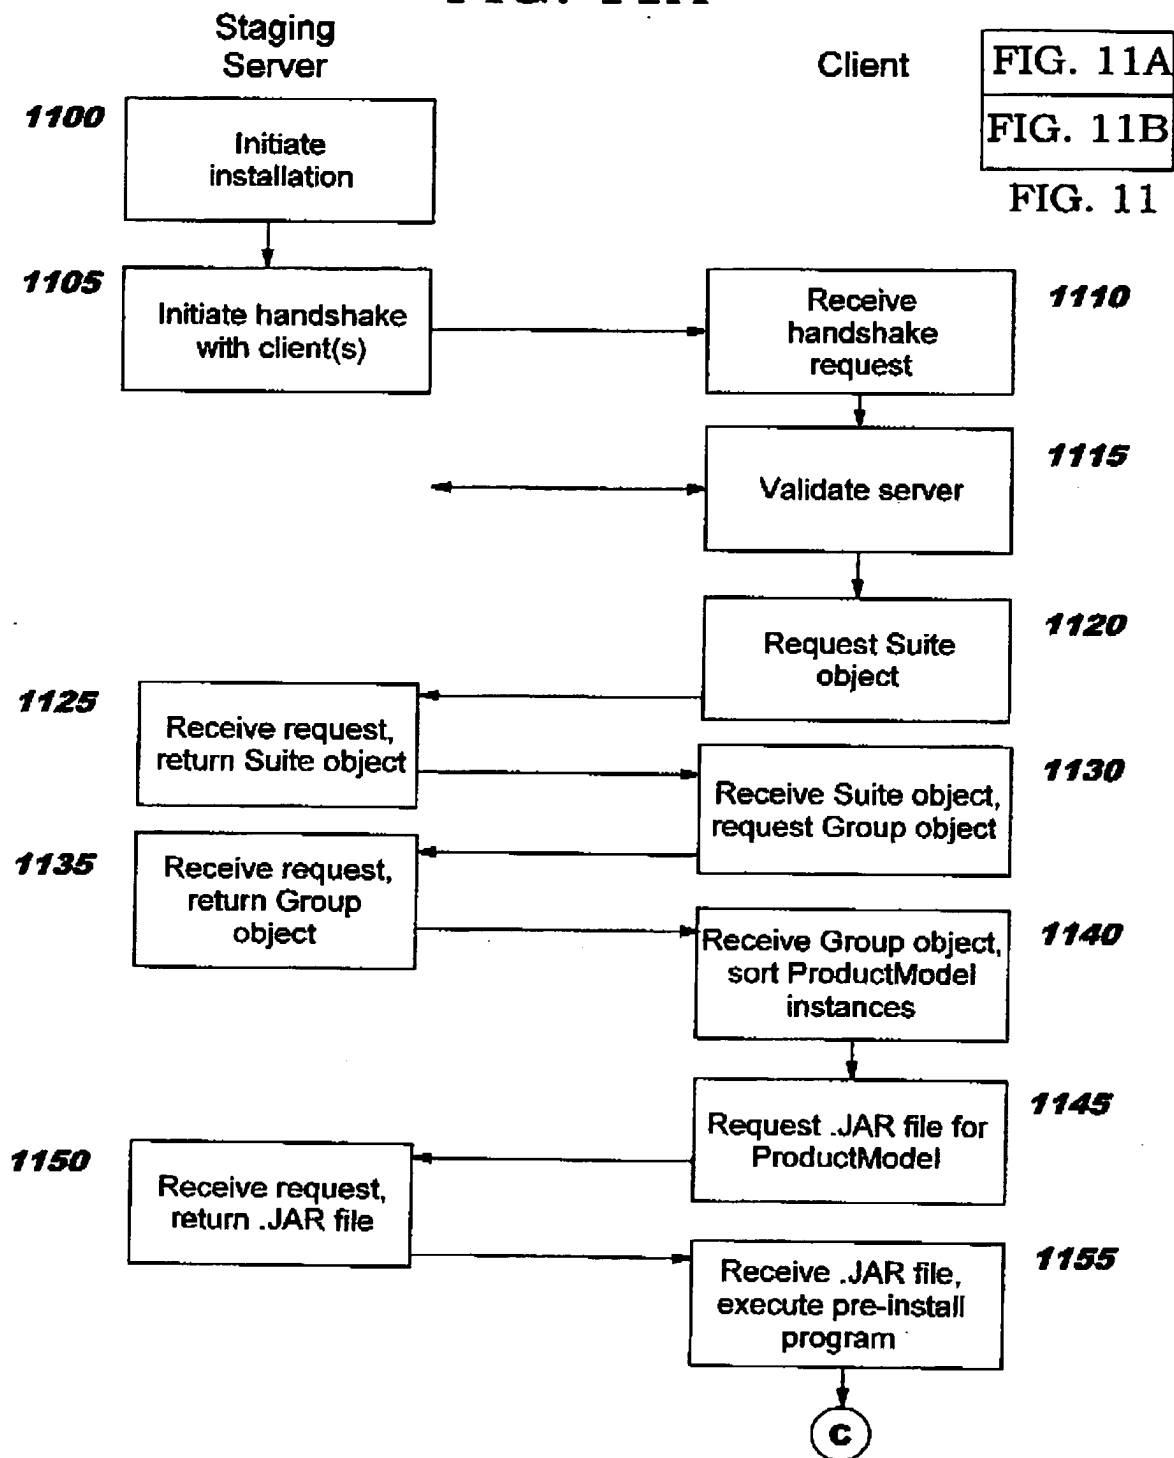 FIG. 11A
Staging
Server
Client
FIG. 11A
FIG. 11B
FIG. 11
1100
Initiate
installation
1105
Initiate handshake
with client(s)
Receive
handshake
request
1110
Validate server
1115
Request Suite
object
1120
1125
Receive request,
return Suite object
Receive Suite object,
request Group object
1130
1135
Receive request,
return Group
object
Receive Group object,
sort ProductModel
instances
1140
Request .JAR file for
ProductModel
1145
1150
Receive request,
return .JAR file
Receive .JAR file,
execute pre-install
program
1155
C